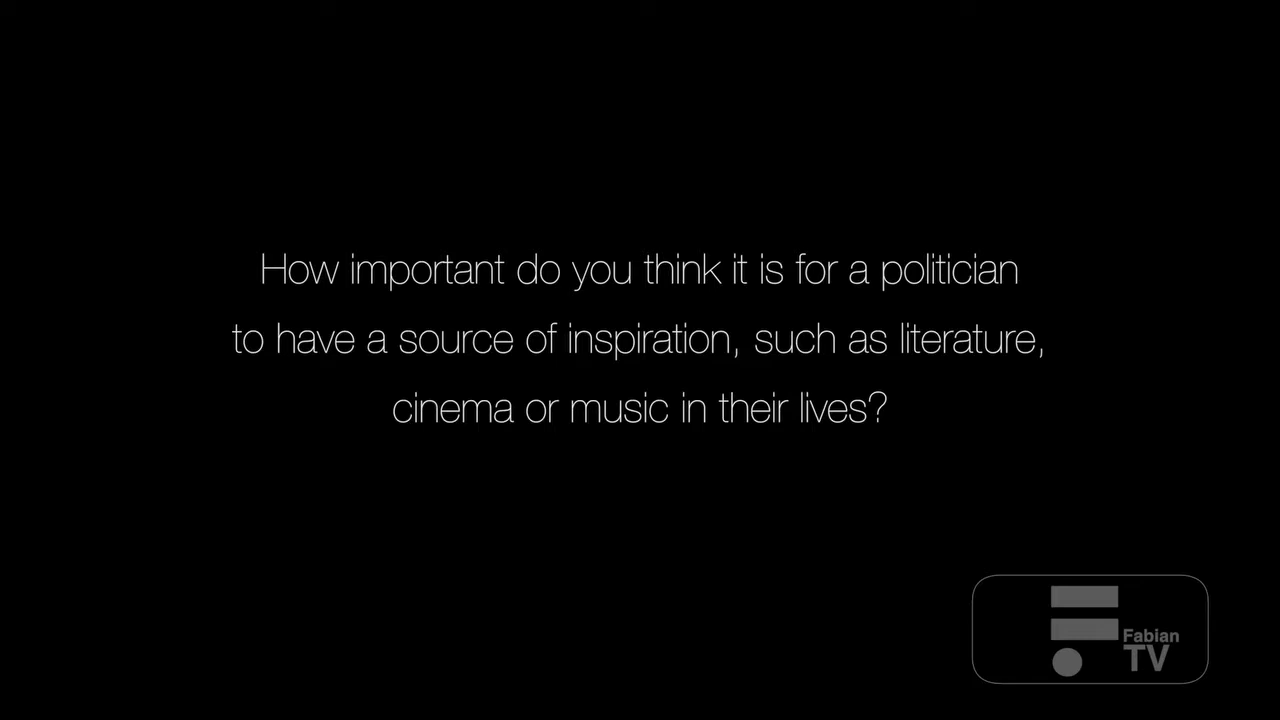 How important do you think it is for a politician
to have a source of inspiration, such as literature,
cinema or music in their lives?
Fabian
TV